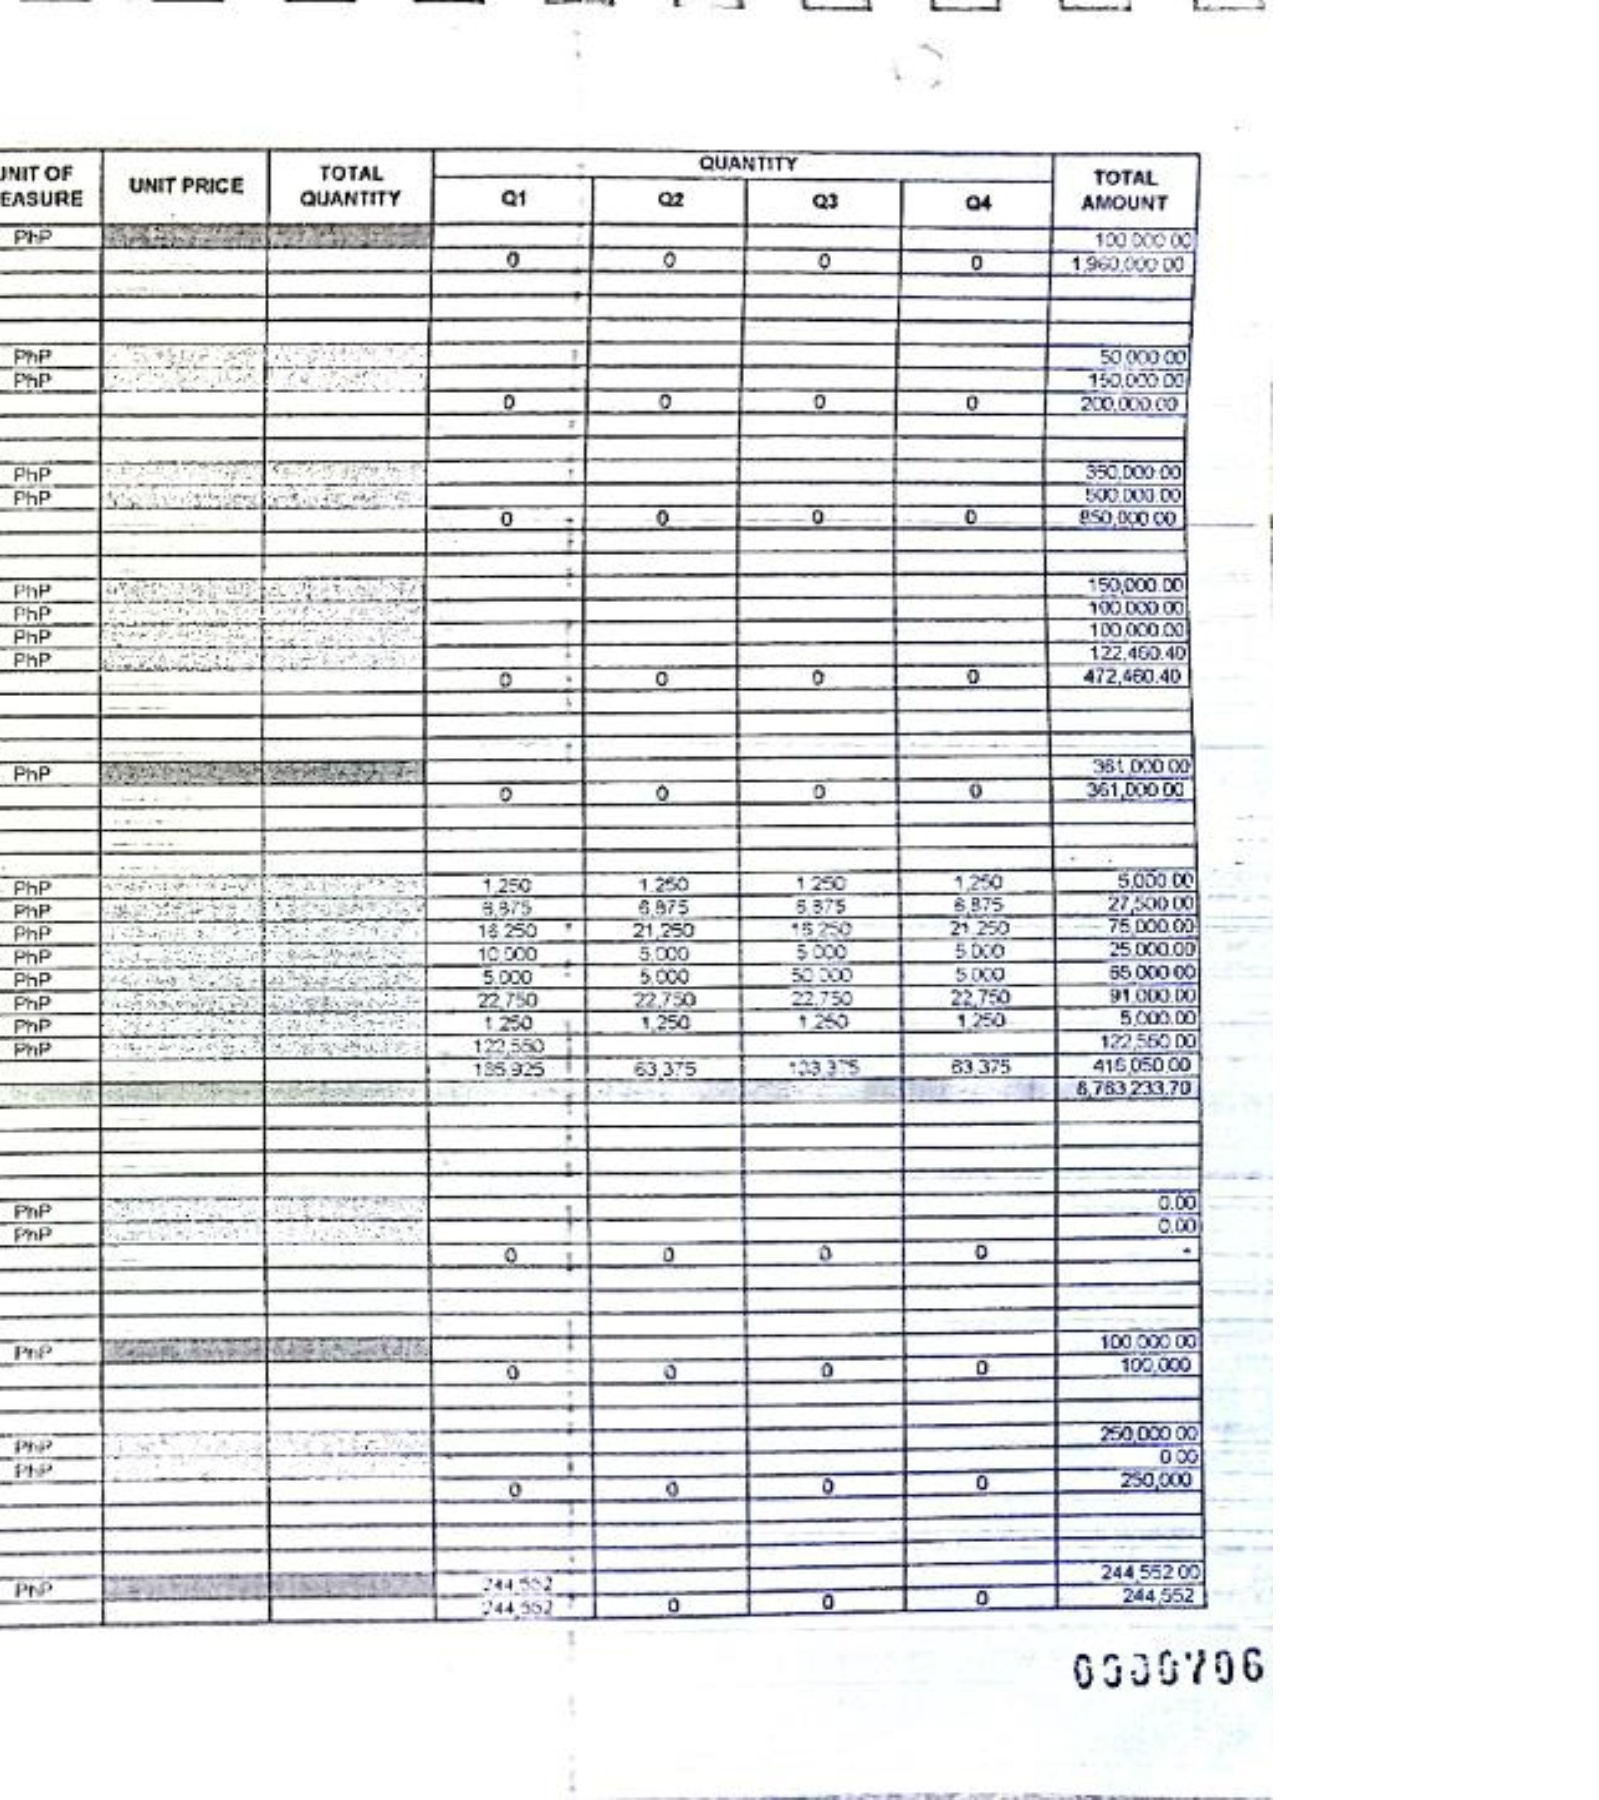 UNIT OF MEASURE UNIT PRICE TOTAL QUANTITY QUANTITY Q1 Q2 Q3 Q4 TOTAL AMOUNT
PhP 100,000.00
0 0 0 0 1,960,000.00
PhP 50,000.00
PhP 150,000.00
0 0 0 0 200,000.00
PhP 350,000.00
PhP 500,000.00
0 0 0 0 850,000.00
PhP 150,000.00
PhP 100,000.00
PhP 100,000.00
PhP 122,460.40
0 0 0 0 472,460.40
PhP 361,000.00
0 0 0 0 361,000.00
PhP 1,250 1,250 1,250 1,250 5,000.00
PhP 6,875 6,875 6,875 6,875 27,500.00
PhP 16,250 21,250 16,250 21,250 75,000.00
PhP 10,000 5,000 5,000 5,000 25,000.00
PhP 5,000 5,000 50,000 5,000 65,000.00
PhP 22,750 22,750 22,750 22,750 91,000.00
PhP 1,250 1,250 1,250 1,250 5,000.00
PhP 122,550 122,550.00
185,925 63,375 103,375 63,375 416,050.00
6,763,233.70
PhP 0.00
PhP 0.00
0 0 0 0 -
PhP 100,000.00
0 0 0 0 100,000
PhP 250,000.00
PhP 0.00
0 0 0 0 250,000
PhP 244,552 244,552.00
244,552 0 0 0 244,552
0000706